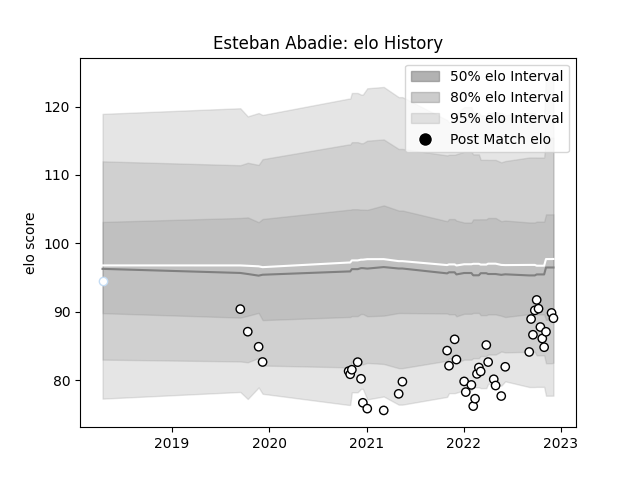 Esteban Abadie: elo History
50% elo Interval
80% elo Interval
95% elo Interval
Post Match elo
elo score
120
110
100
90
80
2019
2020
2021
2022
2023